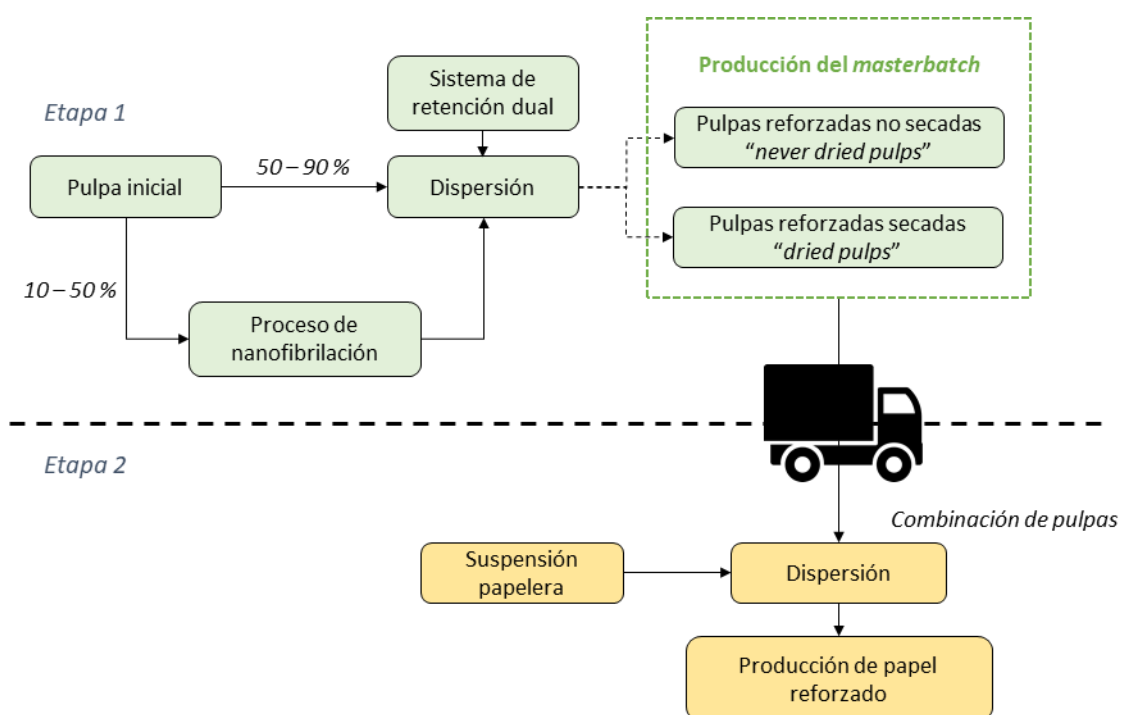 Etapa 1
Sistema de
retención dual
Producción del masterbatch
Pulpas reforzadas no secadas
“never dried pulps”
50 – 90 %
Pulpa inicial
Dispersión
Pulpas reforzadas secadas
“dried pulps”
10 – 50 %
Proceso de
nanofibrilación
Etapa 2
Combinación de pulpas
Suspensión
papelera
Dispersión
Producción de papel
reforzado